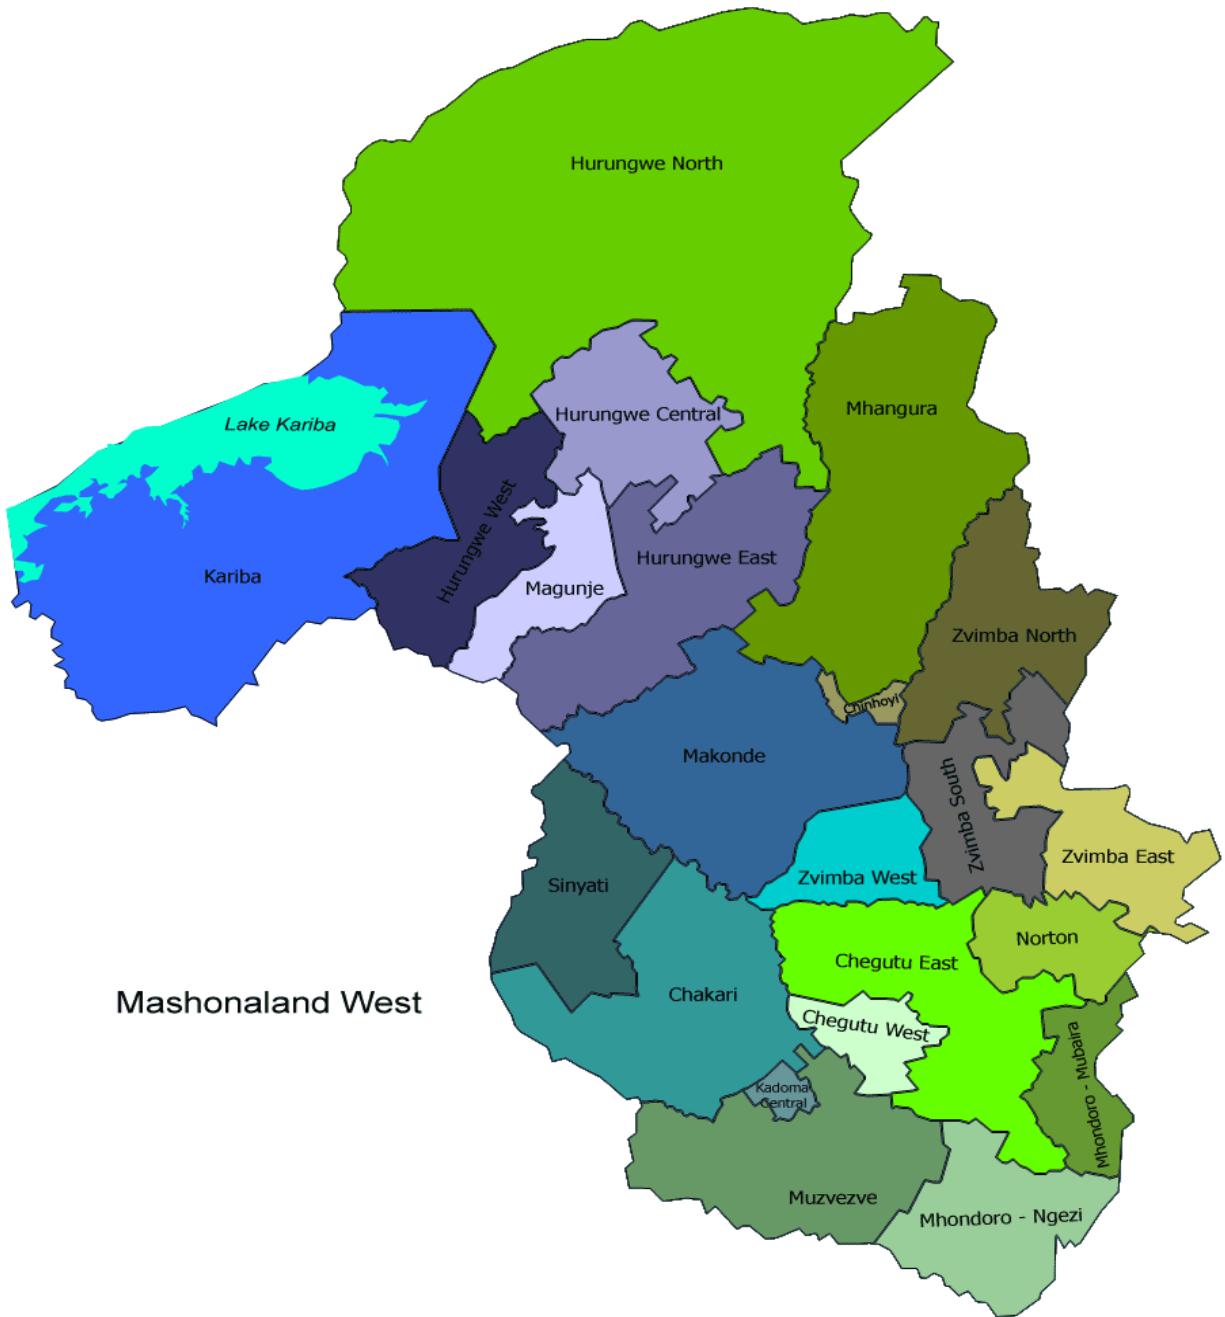 Hurungwe North
Mhangura
Hurungwe Central
Lake Kariba
Hurungwe West
Hurungwe East
Kariba
Magunje
Zvimba North
Chinhoyi
Makonde
Zvimba South
Zvimba East
Zvimba West
Sinyati
Norton
Chegutu East
Chakari
Mashonaland West
Chegutu West
Mhondoro - Mubaira
Kadoma
Central
Muzvezve
Mhondoro - Ngezi